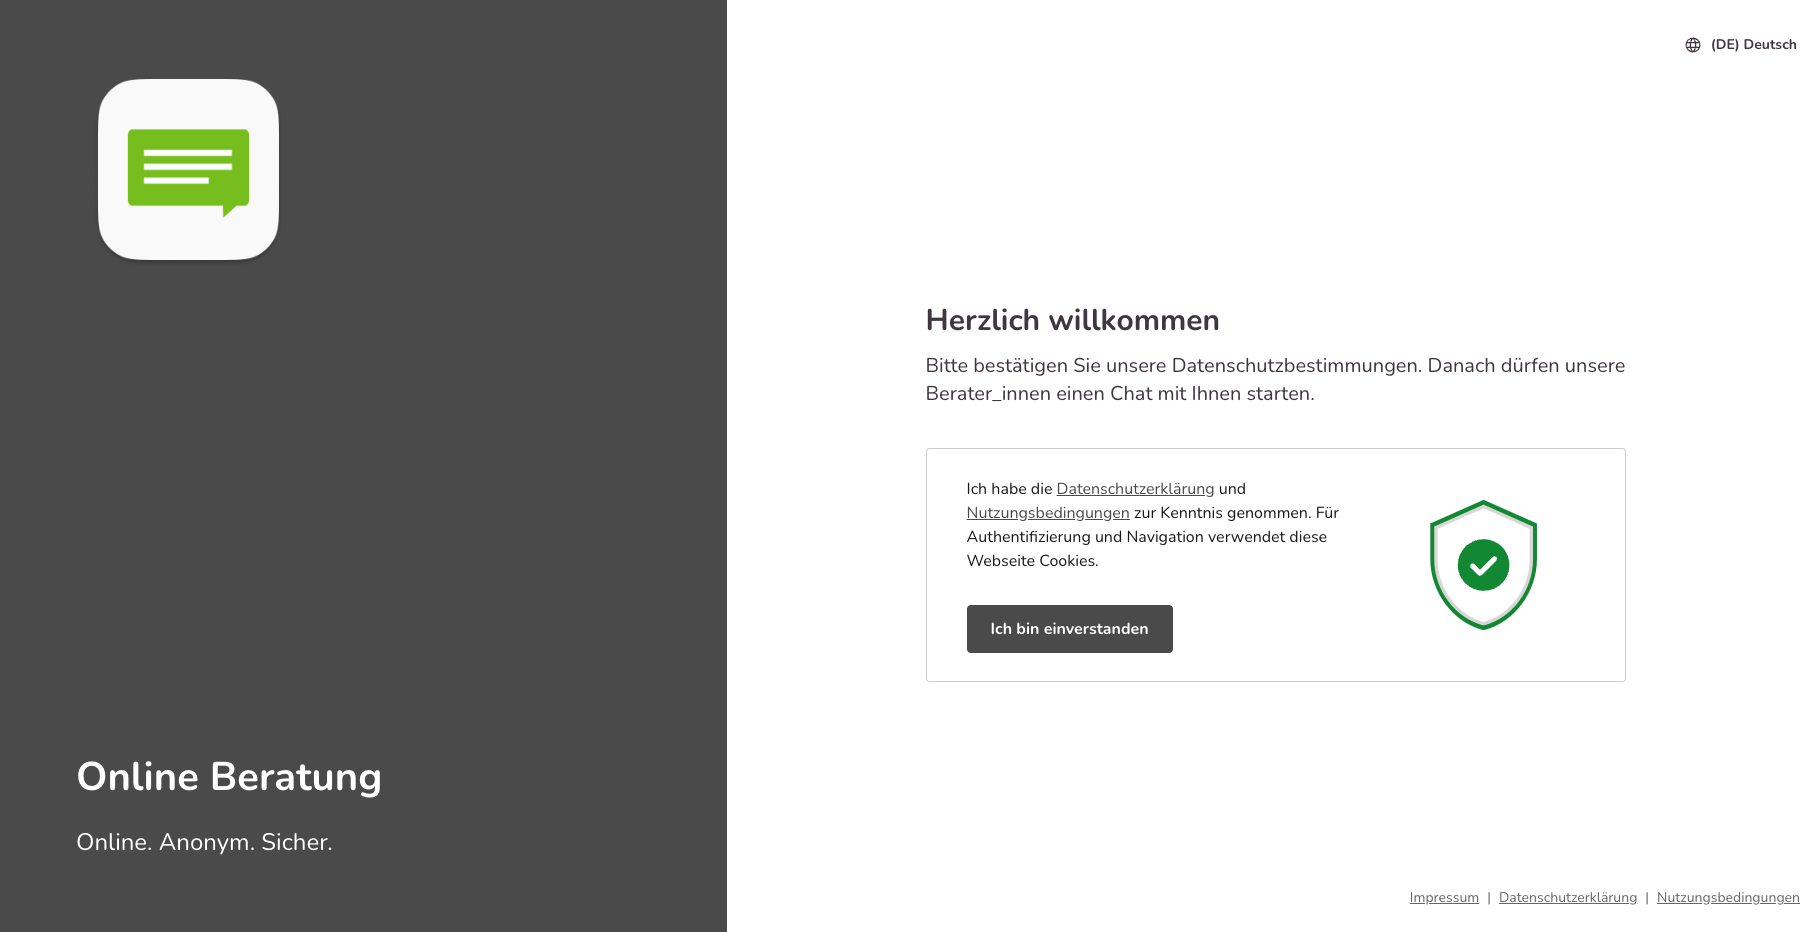 (DE) Deutsch
Herzlich willkommen
Bitte bestätigen Sie unsere Datenschutzbestimmungen. Danach dürfen unsere
Berater_innen einen Chat mit Ihnen starten.
Ich habe die Datenschutzerklärung und
Nutzungsbedingungen zur Kenntnis genommen. Für
Authentifizierung und Navigation verwendet diese
Webseite Cookies.
Ich bin einverstanden
Online Beratung
Online. Anonym. Sicher.
Impressum | Datenschutzerklärung | Nutzungsbedingungen